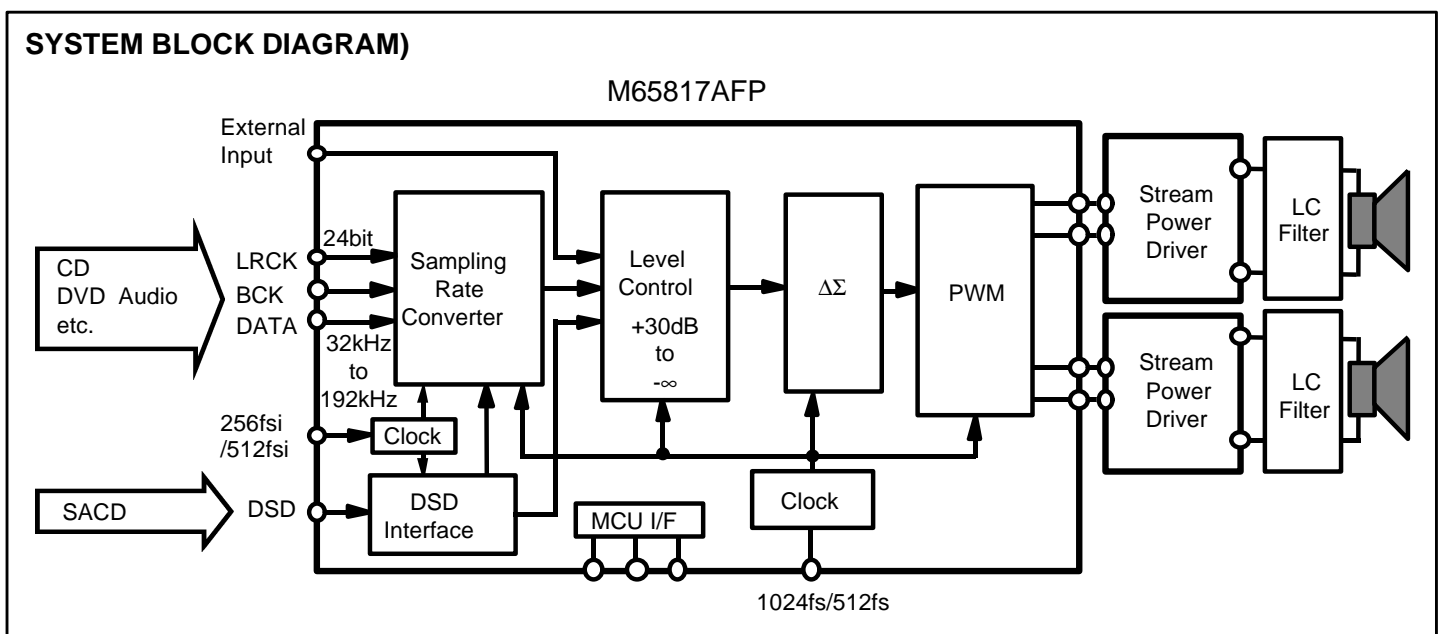 SYSTEM BLOCK DIAGRAM)
M65817AFP
External
Input
CD
DVD Audio
etc.
LRCK
BCK
DATA
24bit
32kHz
to
192kHz
Sampling
Rate
Converter
Level
Control
+30dB
to
-∞
ΔΣ
PWM
Stream
Power
Driver
LC
Filter
Stream
Power
Driver
LC
Filter
256fsi
/512fsi
Clock
SACD
DSD
DSD
Interface
MCU I/F
Clock
1024fs/512fs